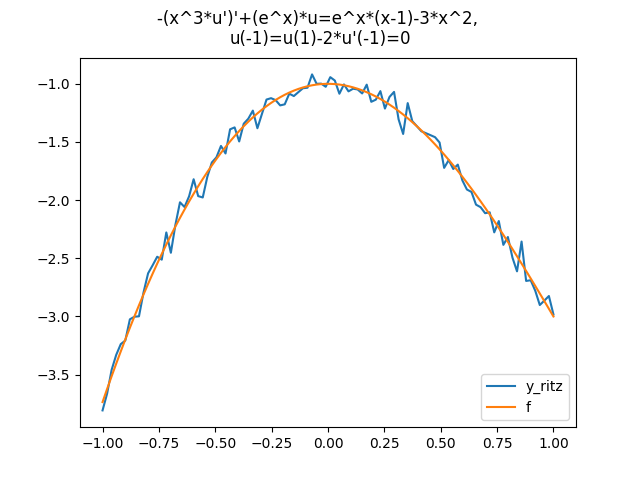 -(x^3*u')'+(e^x)*u=e^x*(x-1)-3*x^2,
u(-1)=u(1)-2*u'(-1)=0
−1.0
−1.5
−2.0
−2.5
−3.0
−3.5
y_ritz
f
−1.00 −0.75 −0.50 −0.25 0.00 0.25 0.50 0.75 1.00